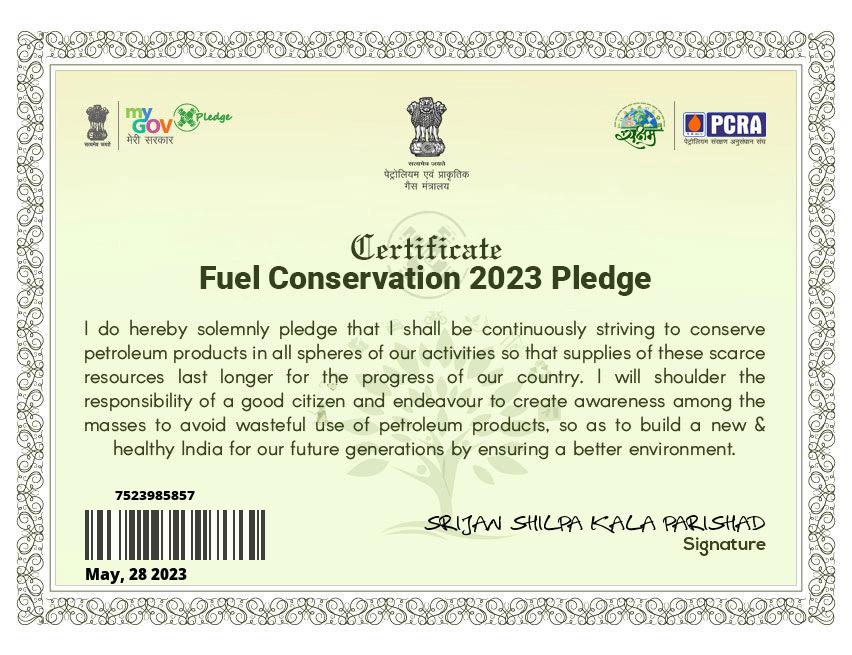 सत्यमेव जयते
my GOV
मेरी सरकार
Pledge
सत्यमेव जयते
पेट्रोलियम एवं प्राकृतिक
गैस मंत्रालय
सक्षम
PCRA
पेट्रोलियम संरक्षण अनुसंधान संघ
Certificate
Fuel Conservation 2023 Pledge
I do hereby solemnly pledge that I shall be continuously striving to conserve
petroleum products in all spheres of our activities so that supplies of these scarce
resources last longer for the progress of our country. I will shoulder the
responsibility of a good citizen and endeavour to create awareness among the
masses to avoid wasteful use of petroleum products, so as to build a new &
healthy India for our future generations by ensuring a better environment.
7523985857
SRIJAN SHILPA KALA PARISHAD
Signature
May, 28 2023